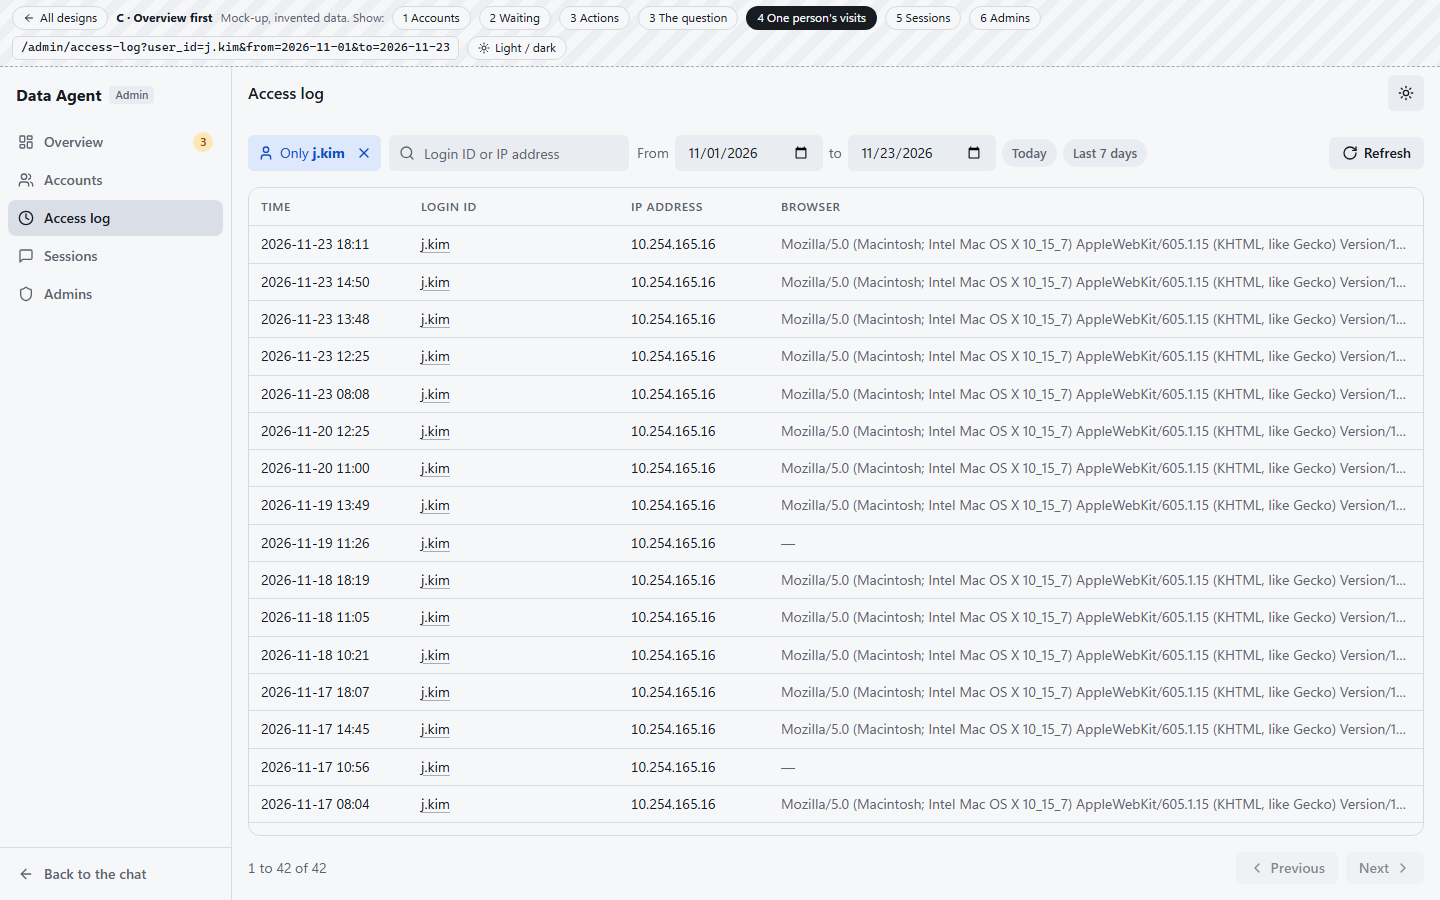 All designs C · Overview first Mock-up, invented data. Show: 1 Accounts 2 Waiting 3 Actions 3 The question 4 One person's visits 5 Sessions 6 Admins
/admin/access-log?user_id=j.kim&from=2026-11-01&to=2026-11-23 Light / dark
Data Agent Admin
Overview 3
Accounts
Access log
Sessions
Admins
Back to the chat
Access log
Only j.kim Login ID or IP address From 11/01/2026 to 11/23/2026 Today Last 7 days Refresh
TIME LOGIN ID IP ADDRESS BROWSER
2026-11-23 18:11 j.kim 10.254.165.16 Mozilla/5.0 (Macintosh; Intel Mac OS X 10_15_7) AppleWebKit/605.1.15 (KHTML, like Gecko) Version/1...
2026-11-23 14:50 j.kim 10.254.165.16 Mozilla/5.0 (Macintosh; Intel Mac OS X 10_15_7) AppleWebKit/605.1.15 (KHTML, like Gecko) Version/1...
2026-11-23 13:48 j.kim 10.254.165.16 Mozilla/5.0 (Macintosh; Intel Mac OS X 10_15_7) AppleWebKit/605.1.15 (KHTML, like Gecko) Version/1...
2026-11-23 12:25 j.kim 10.254.165.16 Mozilla/5.0 (Macintosh; Intel Mac OS X 10_15_7) AppleWebKit/605.1.15 (KHTML, like Gecko) Version/1...
2026-11-23 08:08 j.kim 10.254.165.16 Mozilla/5.0 (Macintosh; Intel Mac OS X 10_15_7) AppleWebKit/605.1.15 (KHTML, like Gecko) Version/1...
2026-11-20 12:25 j.kim 10.254.165.16 Mozilla/5.0 (Macintosh; Intel Mac OS X 10_15_7) AppleWebKit/605.1.15 (KHTML, like Gecko) Version/1...
2026-11-20 11:00 j.kim 10.254.165.16 Mozilla/5.0 (Macintosh; Intel Mac OS X 10_15_7) AppleWebKit/605.1.15 (KHTML, like Gecko) Version/1...
2026-11-19 13:49 j.kim 10.254.165.16 Mozilla/5.0 (Macintosh; Intel Mac OS X 10_15_7) AppleWebKit/605.1.15 (KHTML, like Gecko) Version/1...
2026-11-19 11:26 j.kim 10.254.165.16 —
2026-11-18 18:19 j.kim 10.254.165.16 Mozilla/5.0 (Macintosh; Intel Mac OS X 10_15_7) AppleWebKit/605.1.15 (KHTML, like Gecko) Version/1...
2026-11-18 11:05 j.kim 10.254.165.16 Mozilla/5.0 (Macintosh; Intel Mac OS X 10_15_7) AppleWebKit/605.1.15 (KHTML, like Gecko) Version/1...
2026-11-18 10:21 j.kim 10.254.165.16 Mozilla/5.0 (Macintosh; Intel Mac OS X 10_15_7) AppleWebKit/605.1.15 (KHTML, like Gecko) Version/1...
2026-11-17 18:07 j.kim 10.254.165.16 Mozilla/5.0 (Macintosh; Intel Mac OS X 10_15_7) AppleWebKit/605.1.15 (KHTML, like Gecko) Version/1...
2026-11-17 14:45 j.kim 10.254.165.16 Mozilla/5.0 (Macintosh; Intel Mac OS X 10_15_7) AppleWebKit/605.1.15 (KHTML, like Gecko) Version/1...
2026-11-17 10:56 j.kim 10.254.165.16 —
2026-11-17 08:04 j.kim 10.254.165.16 Mozilla/5.0 (Macintosh; Intel Mac OS X 10_15_7) AppleWebKit/605.1.15 (KHTML, like Gecko) Version/1...
1 to 42 of 42 Previous Next